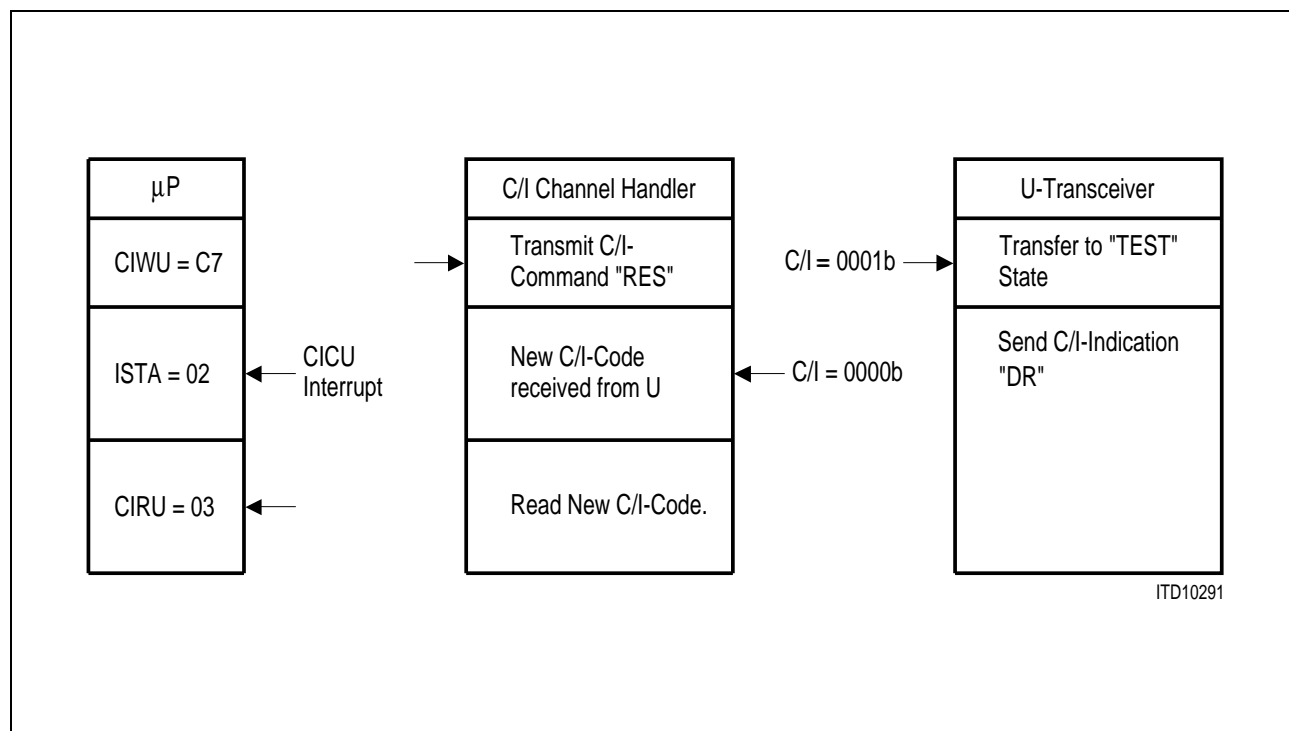 μP
CIWU = C7
ISTA = 02
CIRU = 03
CICU
Interrupt
C/I Channel Handler
Transmit C/I-
Command "RES"
New C/I-Code
received from U
Read New C/I-Code.
C/I = 0001b
C/I = 0000b
U-Transceiver
Transfer to "TEST"
State
Send C/I-Indication
"DR"
ITD10291